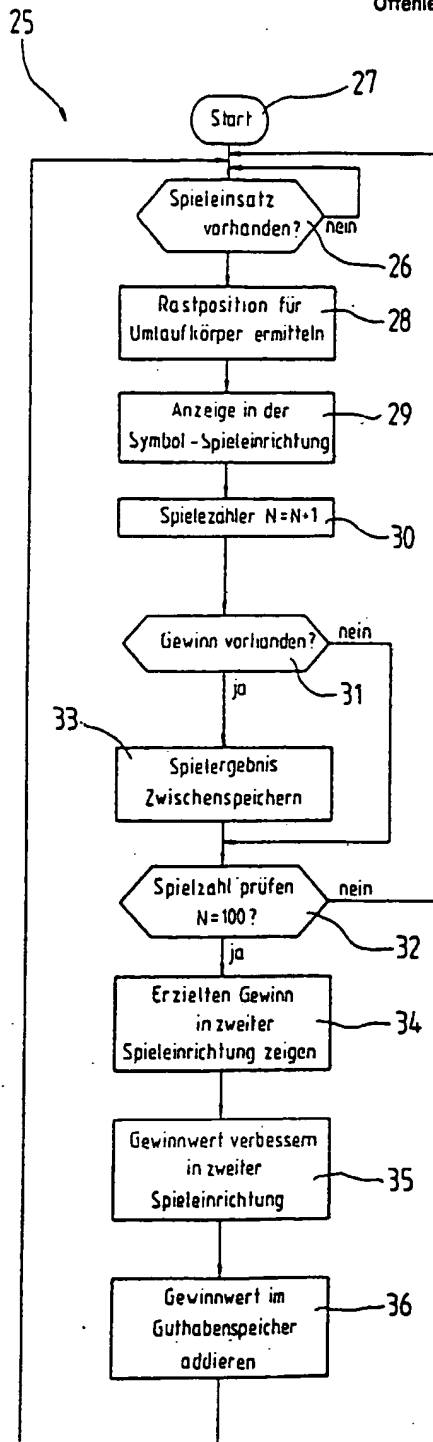 25
27
Start
Spieleinsatz
vorhanden?
nein
26
Rastposition für
Umlaufkörper ermitteln
28
Anzeige in der
Symbol-Spieleinrichtung
29
Spielezähler N=N+1
30
Gewinn vorhanden?
nein
31
ja
33
Spielergebnis
Zwischenspeichern
Spielzahl prüfen
N=100?
nein
32
ja
Erzielten Gewinn
in zweiter
Spieleinrichtung zeigen
34
Gewinnwert verbessern
in zweiter
Spieleinrichtung
35
Gewinnwert im
Guthabenspeicher
addieren
36